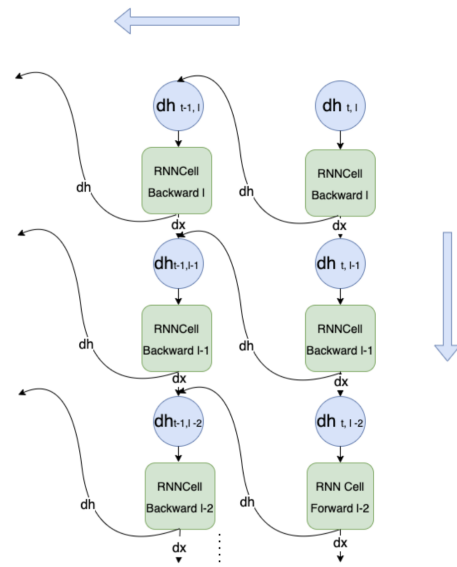 dh t-1, l
dh t, l
RNNCell
Backward l
RNNCell
Backward l
dh
dh
dx
dx
dht-1,l-1
dh t, l-1
RNNCell
Backward l-1
RNNCell
Backward l-1
dh
dh
dx
dx
dht-1,l -2
dh t, l -2
RNNCell
Backward l-2
RNN Cell
Forward l-2
dh
dh
dx
dx